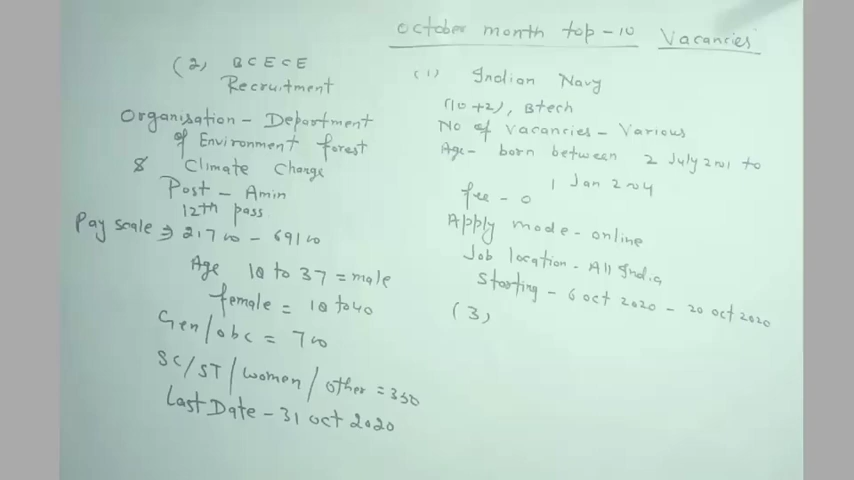 October month top-10 Vacancies
(1) Indian Navy
(10+2), Btech
No of vacancies - Various
Age - born between 2 July 2001 to
1 Jan 2004
fee - 0
Apply mode - online
Job location - All India
Starting - 6 oct 2020 - 20 oct 2020
(2) BCECE
Recruitment
Organisation - Department
of Environment forest
& Climate Change
Post - Amin
12th pass
Pay scale ⇒ 21700 - 69100
Age 18 to 37 = male
female = 18 to 40
Gen/obc = 700
SC/ST/women/other = 350
Last Date - 31 oct 2020
(3)